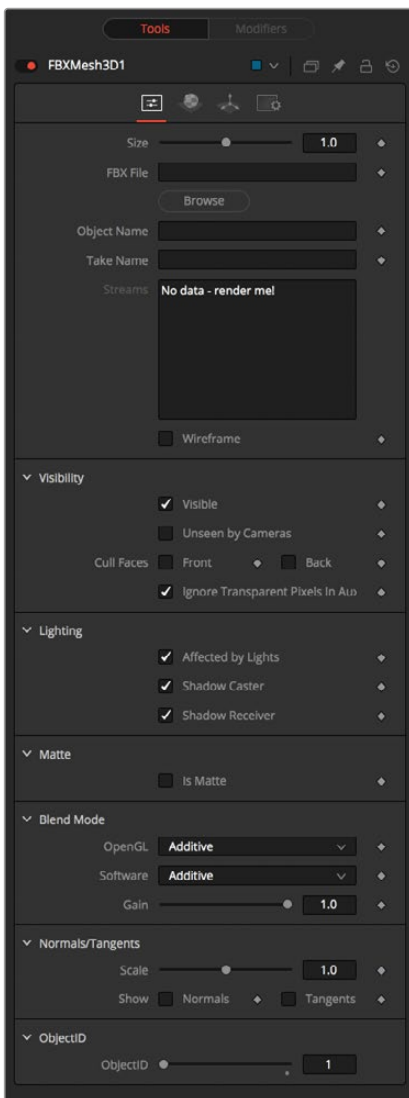 Tools Modifiers
FBXMesh3D1
Size 1.0
FBX File
Browse
Object Name
Take Name
Streams No data - render me!
Wireframe
Visibility
Visible
Unseen by Cameras
Cull Faces Front Back
Ignore Transparent Pixels In Aux
Lighting
Affected by Lights
Shadow Caster
Shadow Receiver
Matte
Is Matte
Blend Mode
OpenGL Additive
Software Additive
Gain 1.0
Normals/Tangents
Scale 1.0
Show Normals Tangents
ObjectID
ObjectID 1